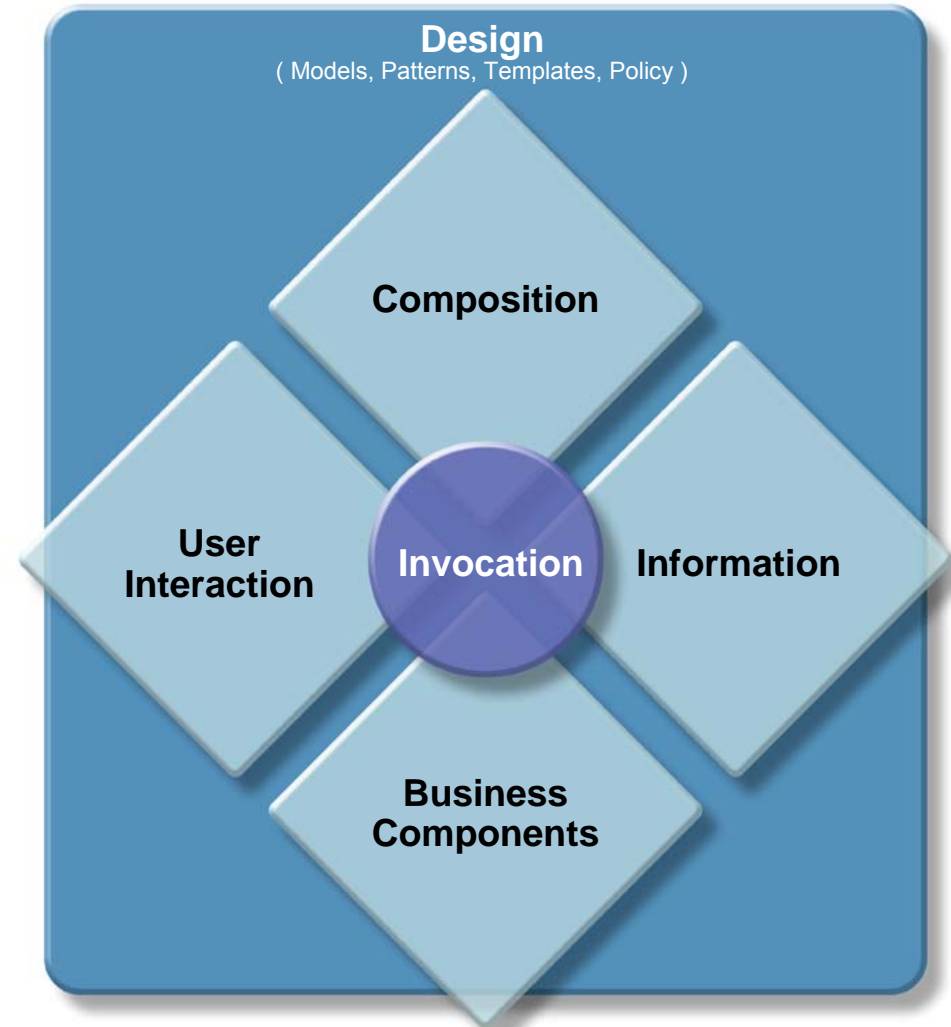 Design
( Models, Patterns, Templates, Policy )
Composition
User
Interaction
Invocation
Information
Business
Components